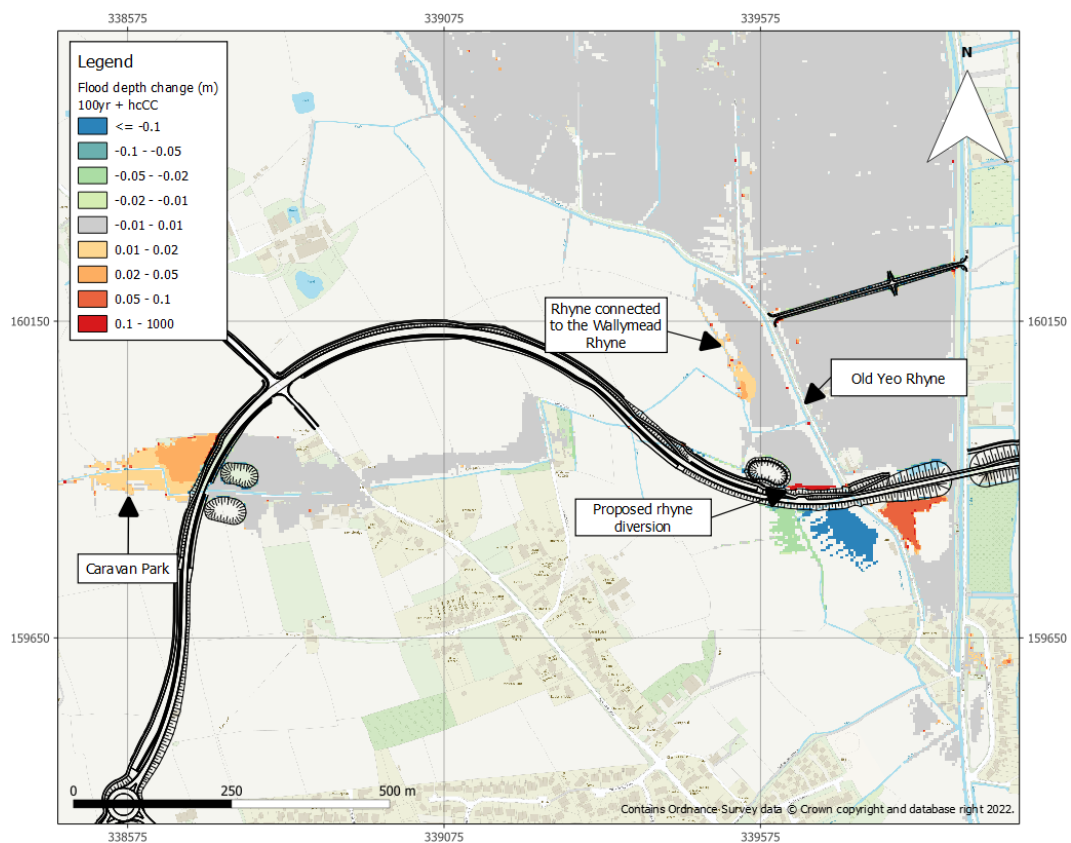 338575
339075
339575
Legend
Flood depth change (m)
100yr + hcCC
<= -0.1
-0.1 - -0.05
-0.05 - -0.02
-0.02 - -0.01
-0.01 - 0.01
0.01 - 0.02
0.02 - 0.05
0.05 - 0.1
0.1 - 1000
N
160150
160150
Rhyne connected
to the Wallymead
Rhyne
Old Yeo Rhyne
Proposed rhyne
diversion
Caravan Park
159650
159650
0
250
500 m
Contains Ordnance Survey data © Crown copyright and database right 2022.
338575
339075
339575